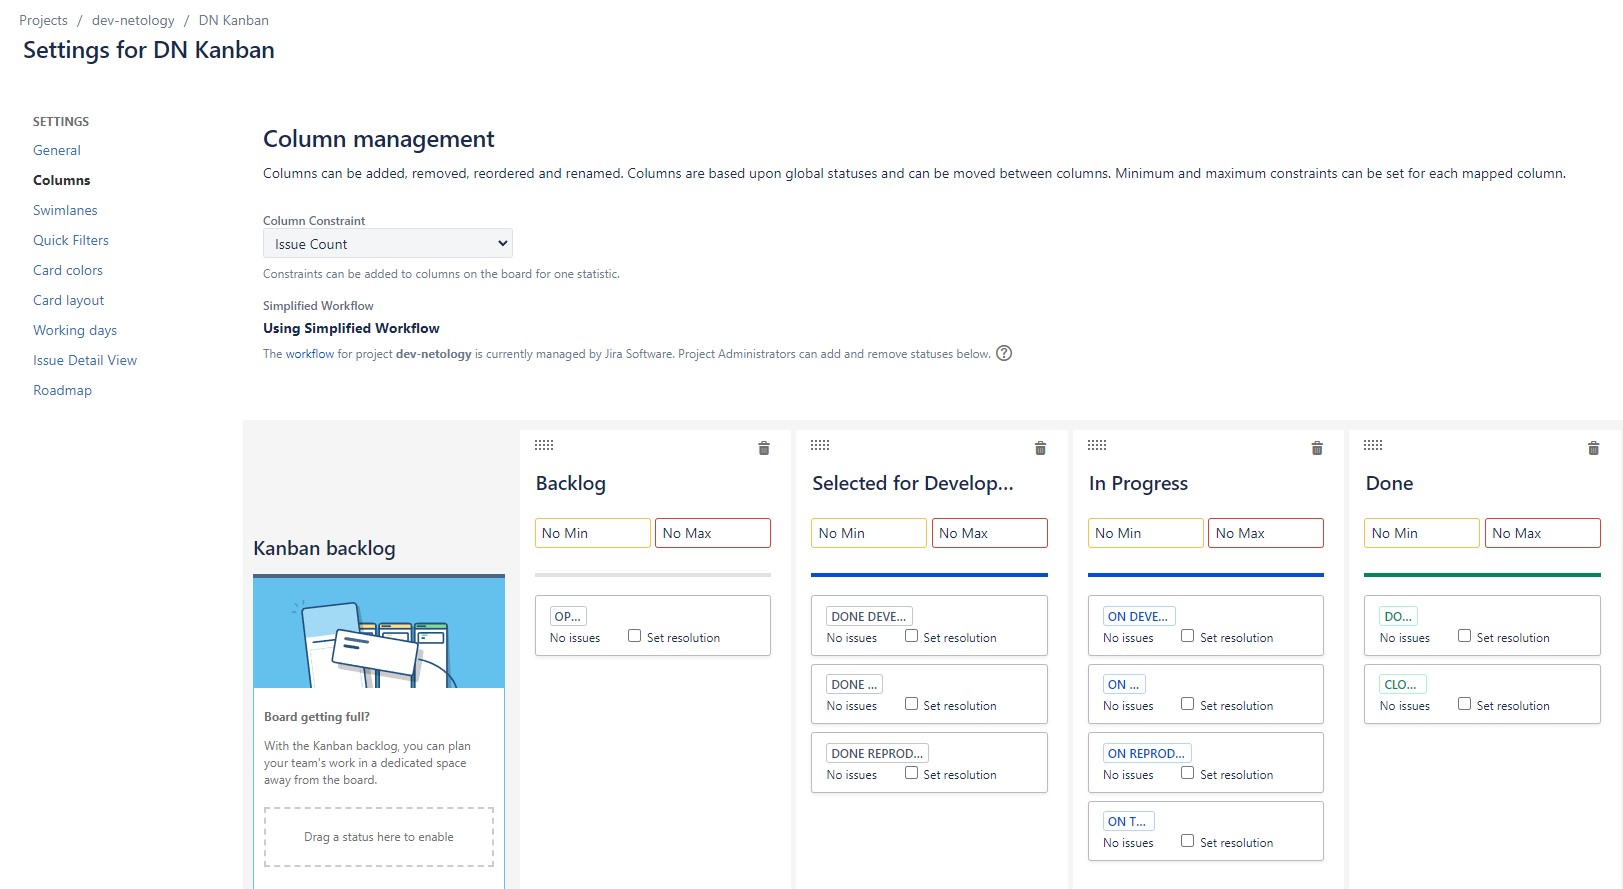 Projects / dev-netology / DN Kanban
Settings for DN Kanban
SETTINGS
General
Columns
Swimlanes
Quick Filters
Card colors
Card layout
Working days
Issue Detail View
Roadmap
Column management
Columns can be added, removed, reordered and renamed. Columns are based upon global statuses and can be moved between columns. Minimum and maximum constraints can be set for each mapped column.
Column Constraint
Issue Count
Constraints can be added to columns on the board for one statistic.
Simplified Workflow
Using Simplified Workflow
The workflow for project dev-netology is currently managed by Jira Software. Project Administrators can add and remove statuses below. ?
Kanban backlog
Board getting full?
With the Kanban backlog, you can plan
your team's work in a dedicated space
away from the board.
Drag a status here to enable
Backlog
No Min No Max
OP...
No issues Set resolution
Selected for Develop...
No Min No Max
DONE DEVE...
No issues Set resolution
DONE ...
No issues Set resolution
DONE REPROD...
No issues Set resolution
In Progress
No Min No Max
ON DEVE...
No issues Set resolution
ON ...
No issues Set resolution
ON REPROD...
No issues Set resolution
ON T...
No issues Set resolution
Done
No Min No Max
DO...
No issues Set resolution
CLO...
No issues Set resolution